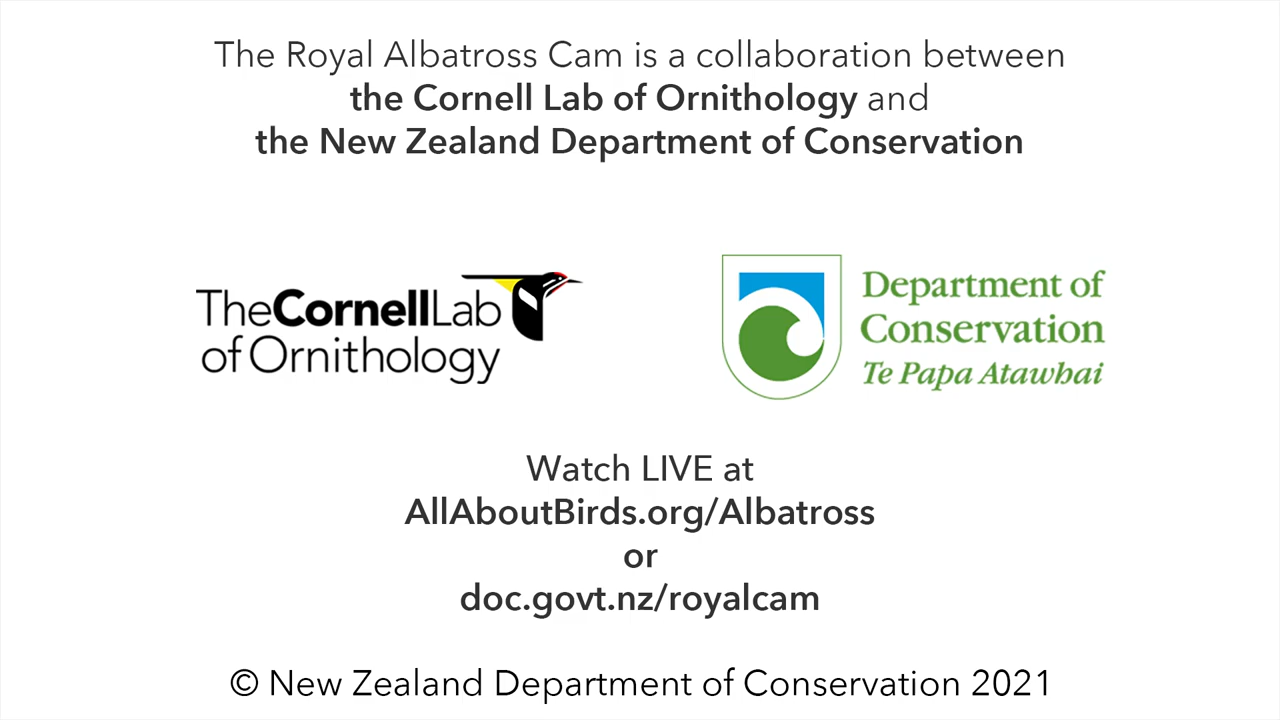 The Royal Albatross Cam is a collaboration between
the Cornell Lab of Ornithology and
the New Zealand Department of Conservation
TheCornellLab
of Ornithology
Department of
Conservation
Te Papa Atawhai
Watch LIVE at
AllAboutBirds.org/Albatross
or
doc.govt.nz/royalcam
© New Zealand Department of Conservation 2021